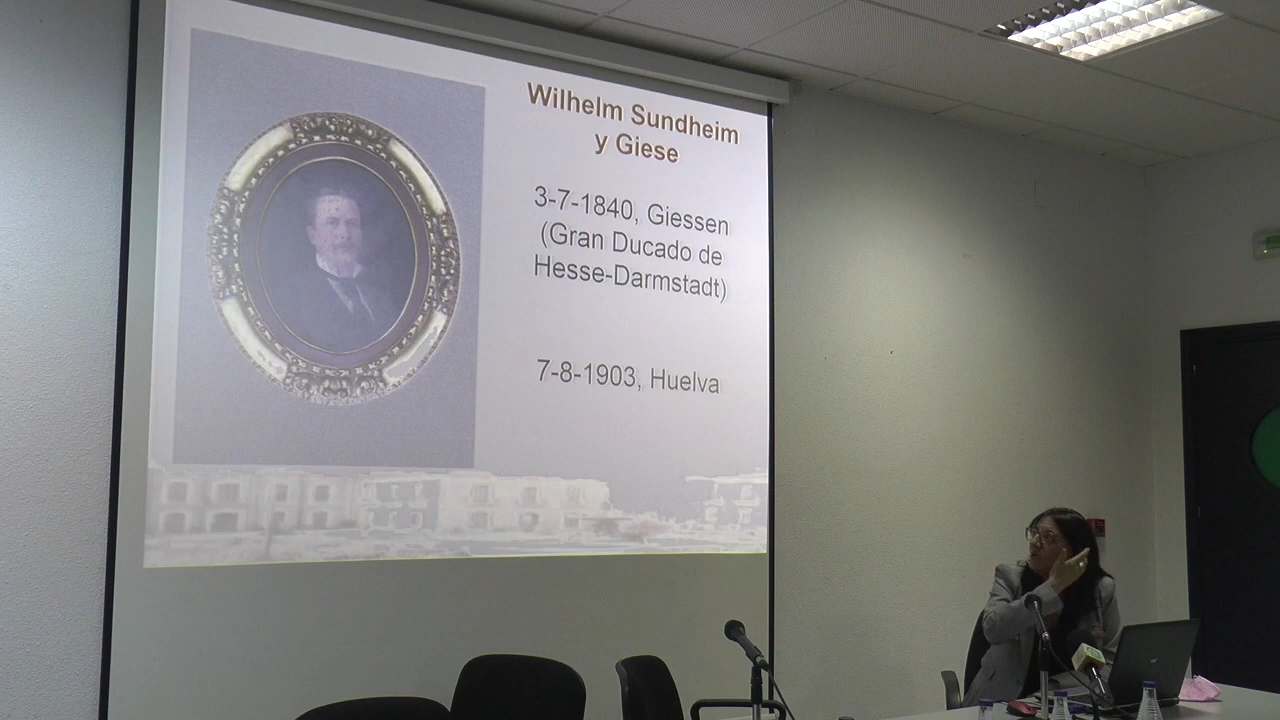 Wilhelm Sundheim
y Giese
3-7-1840, Giessen
(Gran Ducado de
Hesse-Darmstadt)
7-8-1903, Huelva